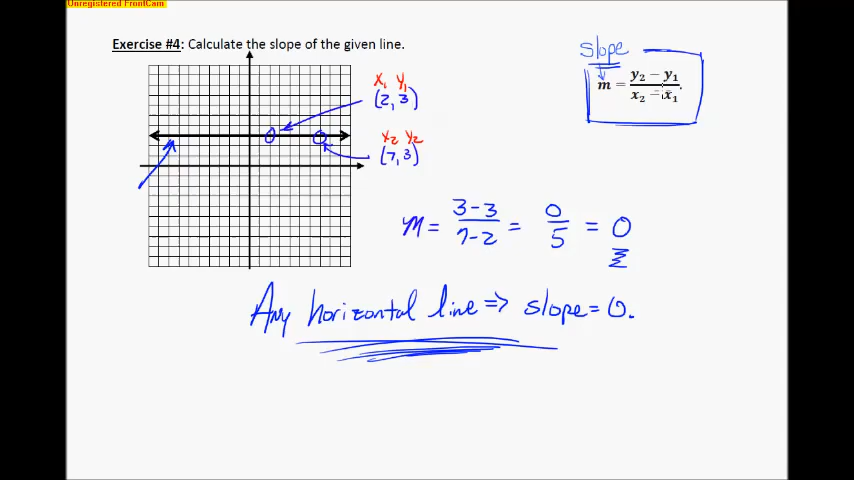 Unregistered FrontCam
Exercise #4: Calculate the slope of the given line.
slope
m = y₂ − y₁ / x₂ − x₁.
x₁ y₁
(2, 3)
x₂ y₂
(7, 3)
m = 3-3 / 7-2 = 0 / 5 = 0
Any horizontal line ⇒ slope = 0.